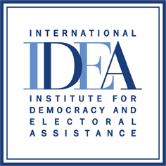 INTERNATIONAL
IDEA
INSTITUTE FOR
DEMOCRACY AND
ELECTORAL
ASSISTANCE